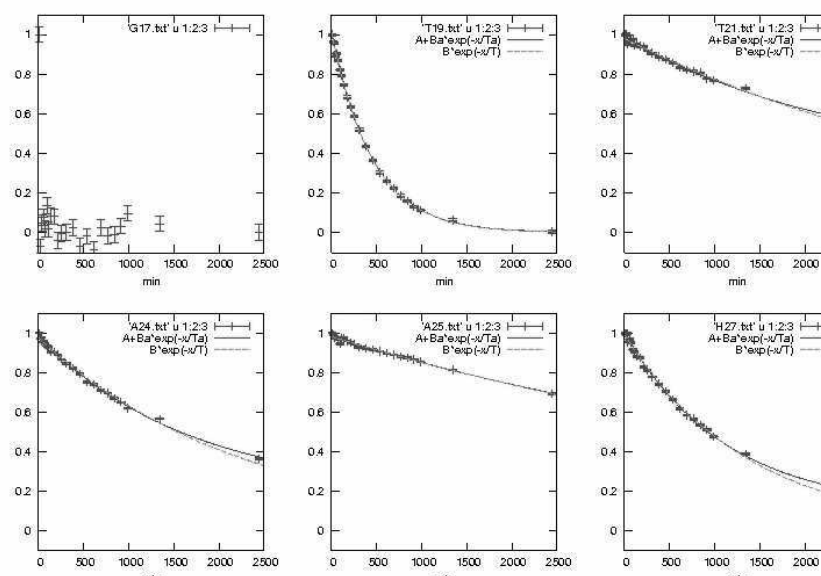 'G17.txt' u 1:2:3
1
0.8
0.6
0.4
0.2
0
0 500 1000 1500 2000 2500
min
'T19.txt' u 1:2:3
A+Ba*exp(-x/Ta)
B*exp(-x/T)
1
0.8
0.6
0.4
0.2
0
0 500 1000 1500 2000 2500
min
'T21.txt' u 1:2:3
A+Ba*exp(-x/Ta)
B*exp(-x/T)
1
0.8
0.6
0.4
0.2
0
0 500 1000 1500 2000
min
'A24.txt' u 1:2:3
A+Ba*exp(-x/Ta)
B*exp(-x/T)
1
0.8
0.6
0.4
0.2
0
0 500 1000 1500 2000 2500
'A25.txt' u 1:2:3
A+Ba*exp(-x/Ta)
B*exp(-x/T)
1
0.8
0.6
0.4
0.2
0
0 500 1000 1500 2000 2500
'H27.txt' u 1:2:3
A+Ba*exp(-x/Ta)
B*exp(-x/T)
1
0.8
0.6
0.4
0.2
0
0 500 1000 1500 2000